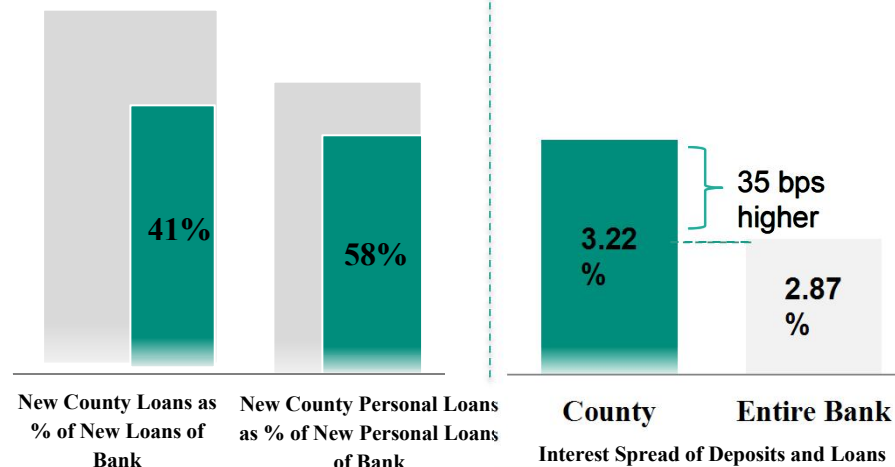 41%
58%
New County Loans as
% of New Loans of
Bank
New County Personal Loans
as % of New Personal Loans
of Bank
35 bps
higher
3.22
%
2.87
%
County
Entire Bank
Interest Spread of Deposits and Loans